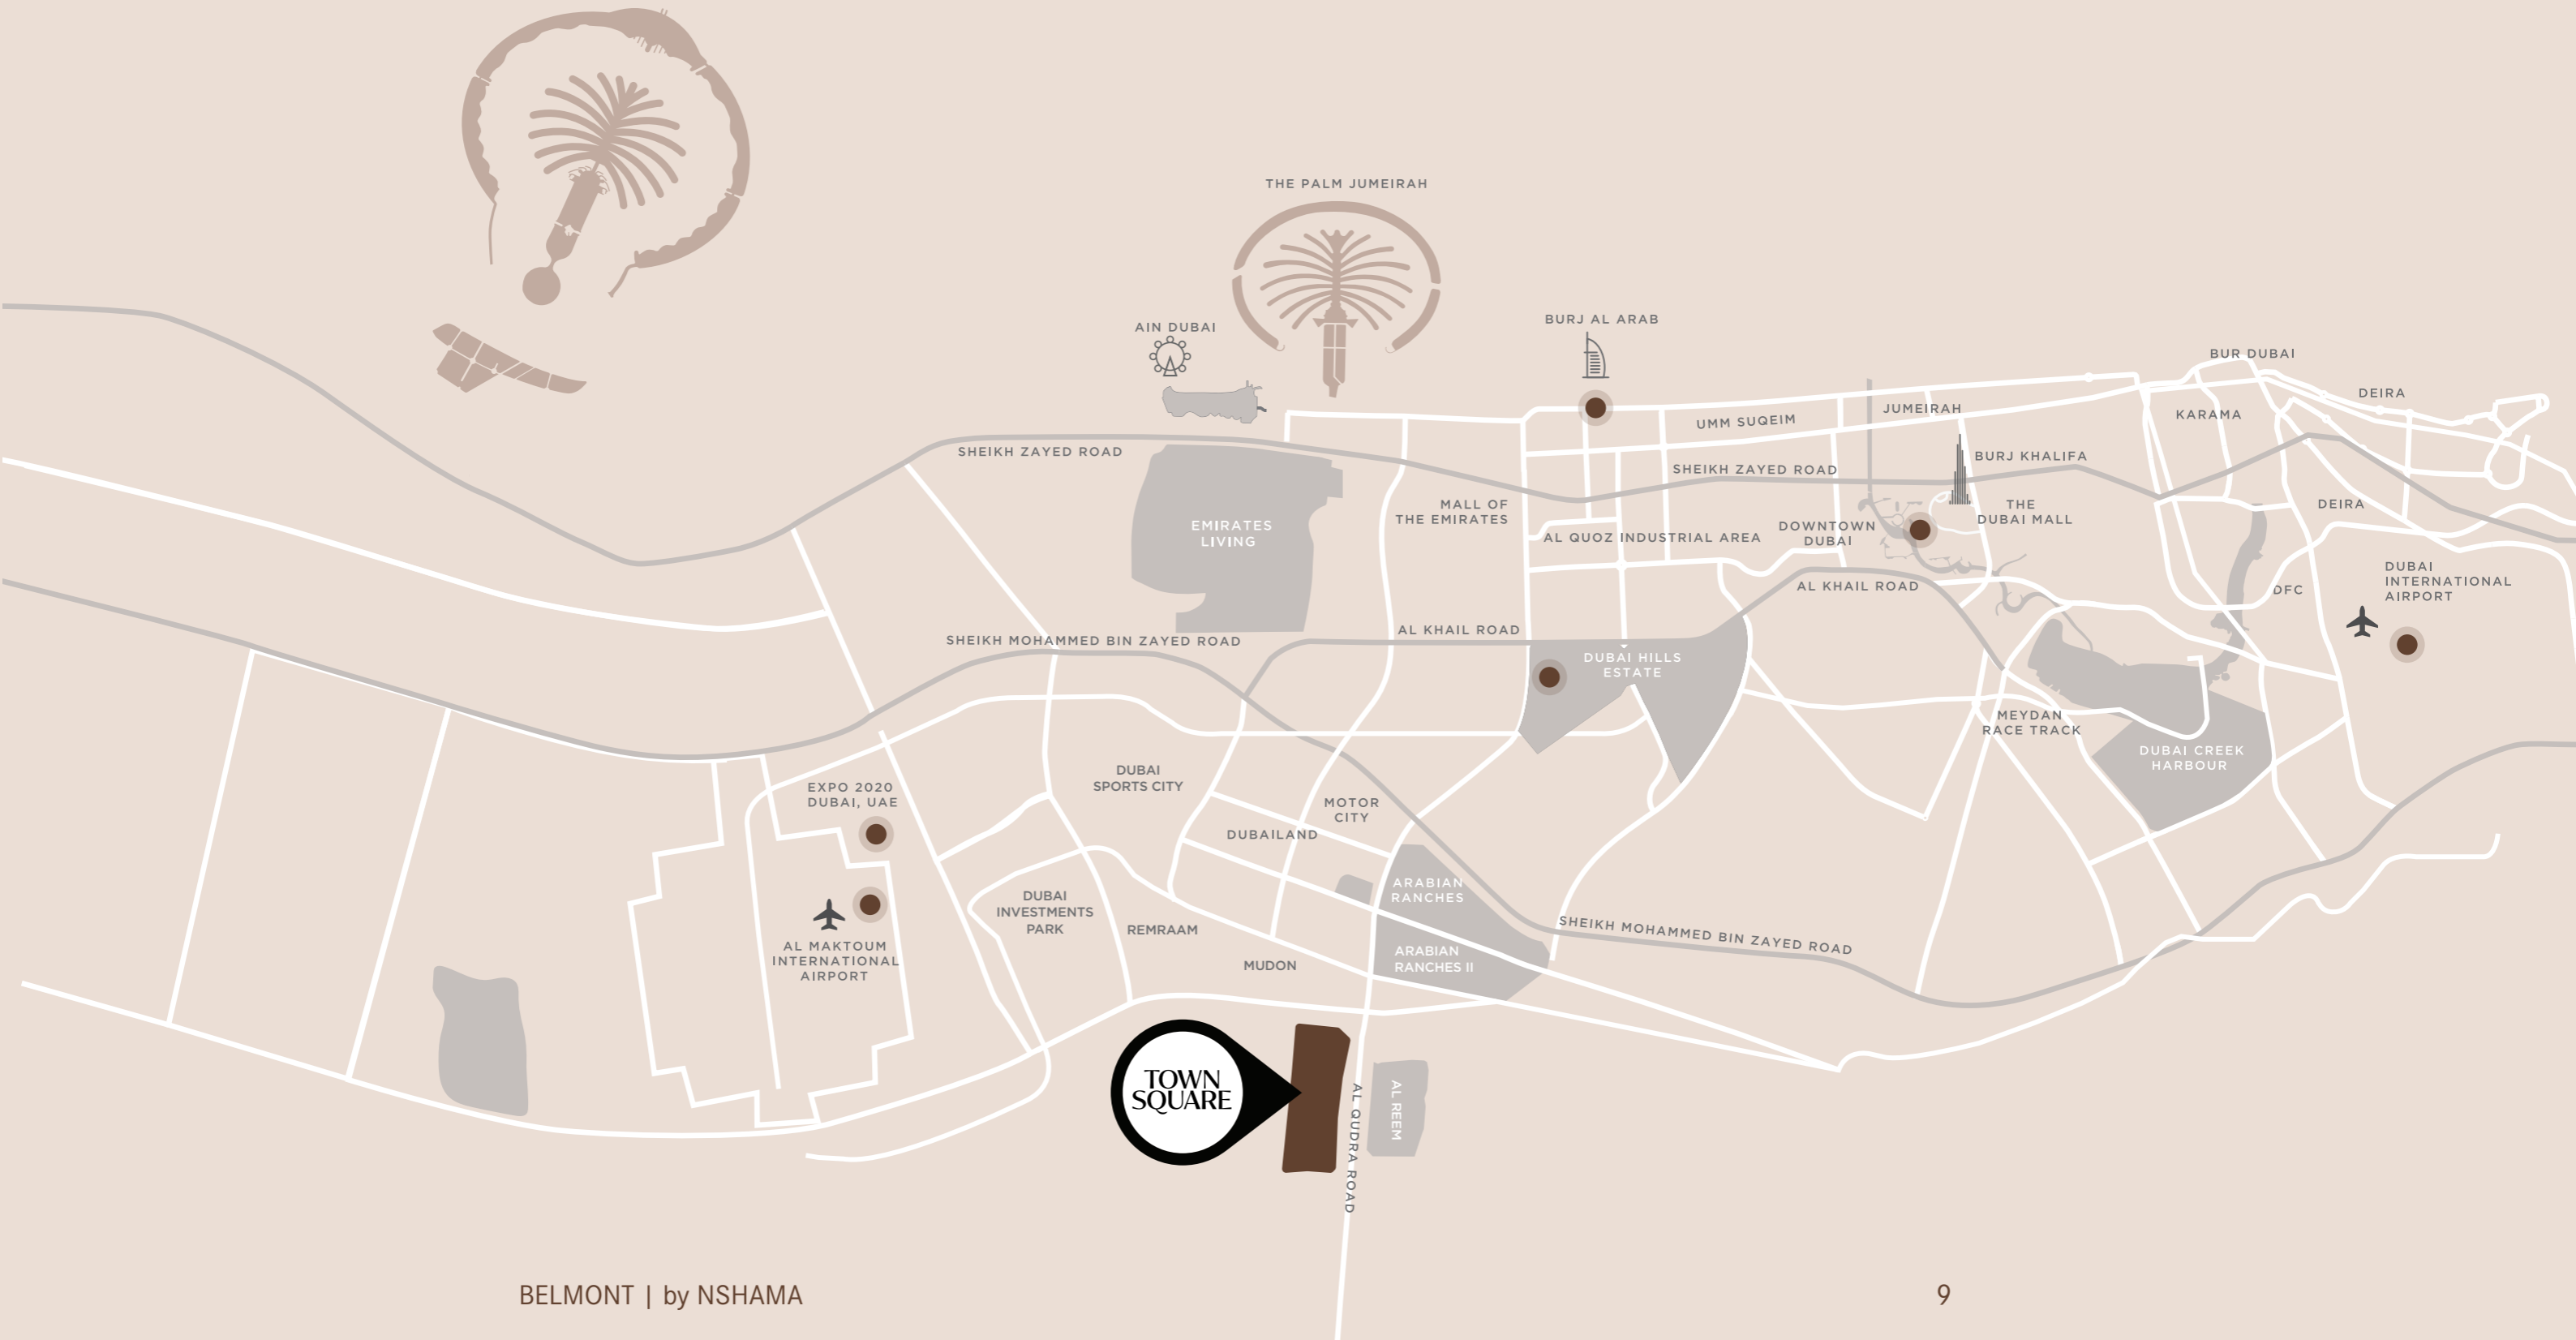 THE PALM JUMEIRAH
AIN DUBAI
BURJ AL ARAB
BUR DUBAI
DEIRA
KARAMA
JUMEIRAH
UMM SUQEIM
SHEIKH ZAYED ROAD
SHEIKH ZAYED ROAD
BURJ KHALIFA
MALL OF
THE EMIRATES
THE
DUBAI MALL
DEIRA
EMIRATES
LIVING
AL QUOZ INDUSTRIAL AREA
DOWNTOWN
DUBAI
DUBAI
INTERNATIONAL
AIRPORT
AL KHAIL ROAD
DFC
AL KHAIL ROAD
SHEIKH MOHAMMED BIN ZAYED ROAD
DUBAI HILLS
ESTATE
MEYDAN
RACE TRACK
DUBAI CREEK
HARBOUR
DUBAI
SPORTS CITY
EXPO 2020
DUBAI, UAE
MOTOR
CITY
DUBAILAND
ARABIAN
RANCHES
DUBAI
INVESTMENTS
PARK
REMRAAM
SHEIKH MOHAMMED BIN ZAYED ROAD
AL MAKTOUM
INTERNATIONAL
AIRPORT
MUDON
ARABIAN
RANCHES II
TOWN
SQUARE
AL QUDRA ROAD
AL REEM
BELMONT | by NSHAMA
9